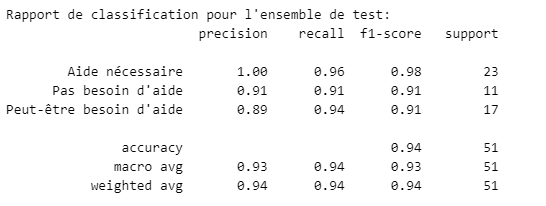 Rapport de classification pour l'ensemble de test:
precision recall f1-score support
Aide nécessaire 1.00 0.96 0.98 23
Pas besoin d'aide 0.91 0.91 0.91 11
Peut-être besoin d'aide 0.89 0.94 0.91 17
accuracy 0.94 51
macro avg 0.93 0.94 0.93 51
weighted avg 0.94 0.94 0.94 51